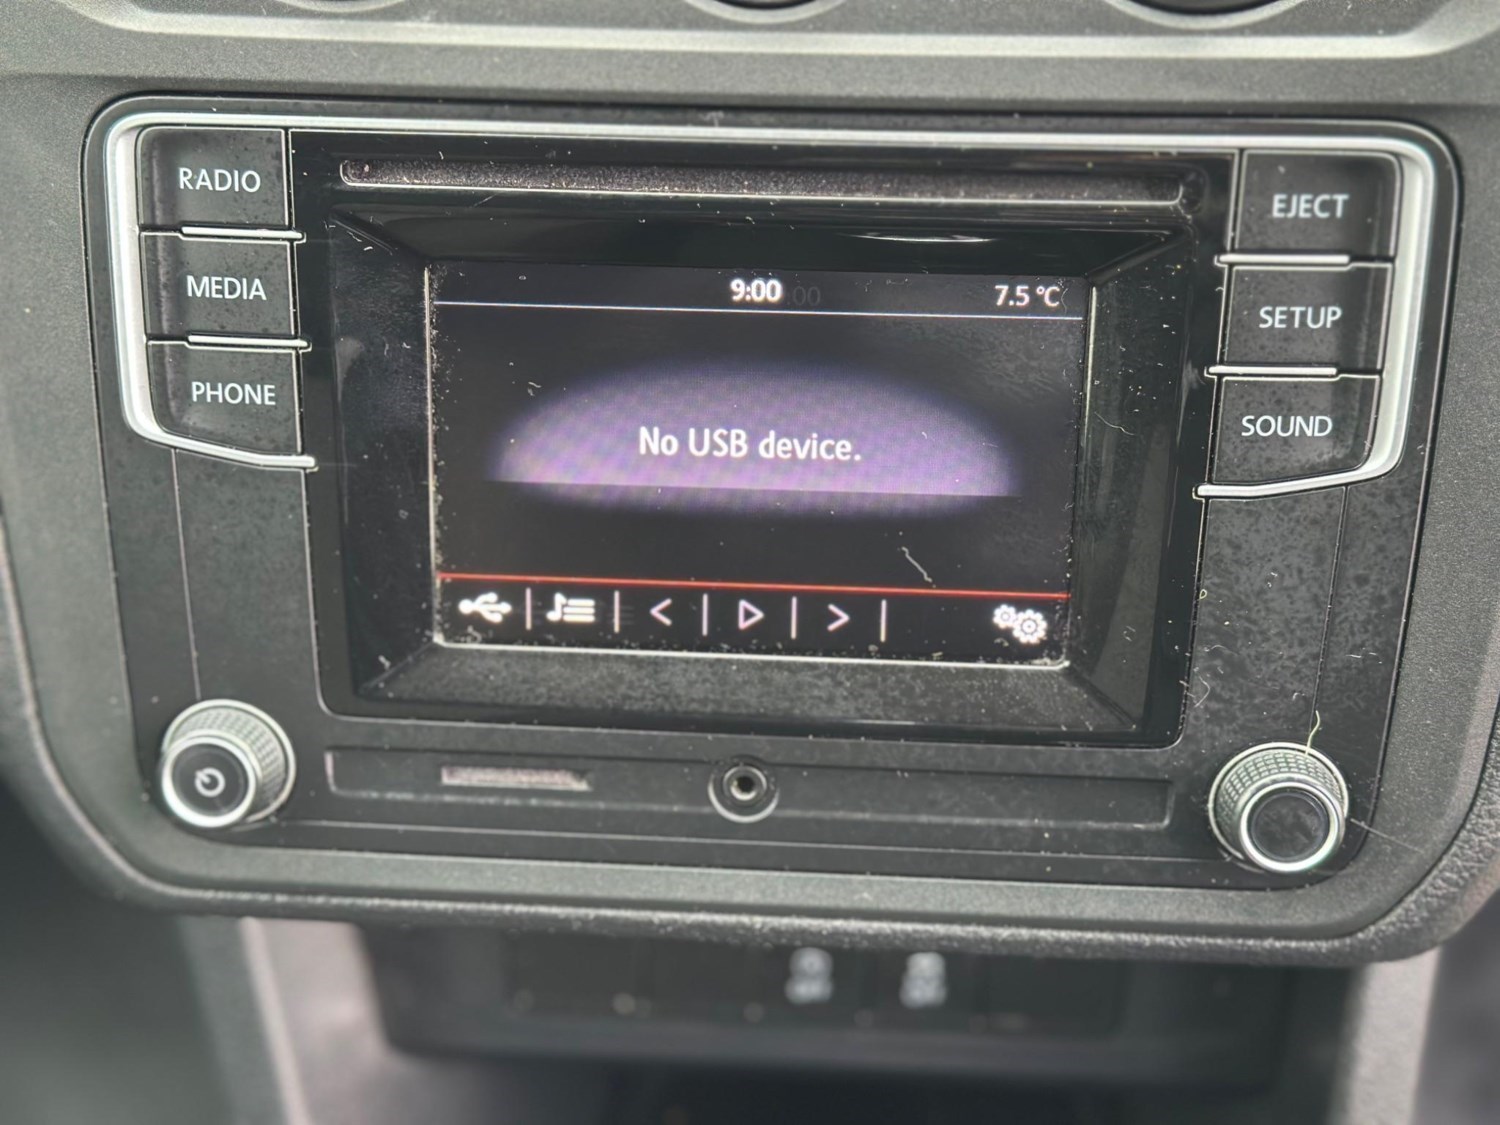 RADIO
EJECT
MEDIA
9:00
7.5 °C
SETUP
PHONE
SOUND
No USB device.